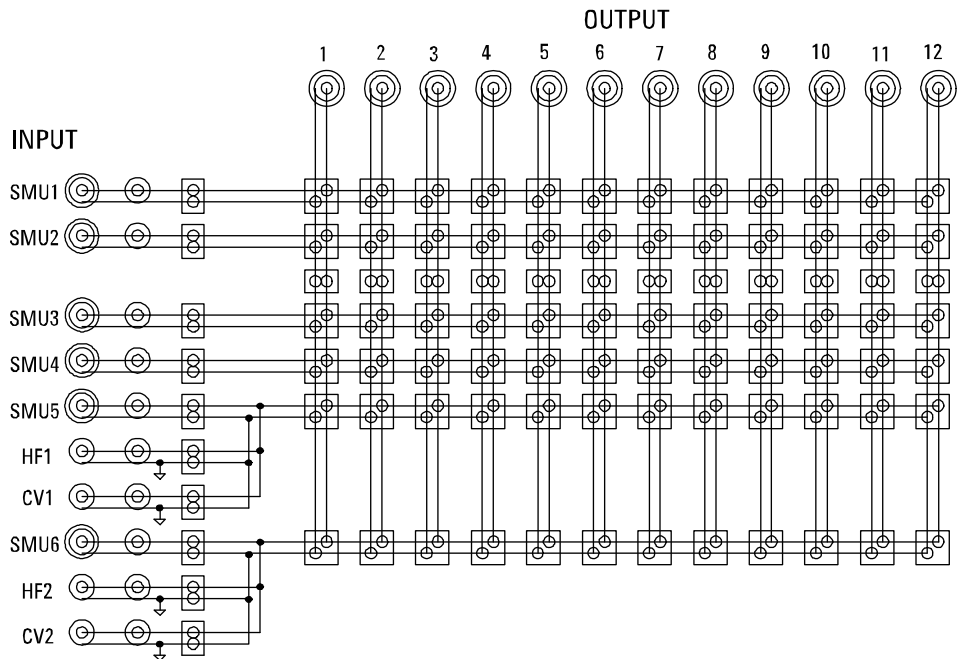 OUTPUT
1 2 3 4 5 6 7 8 9 10 11 12
INPUT
SMU1
SMU2
SMU3
SMU4
SMU5
HF1
CV1
SMU6
HF2
CV2